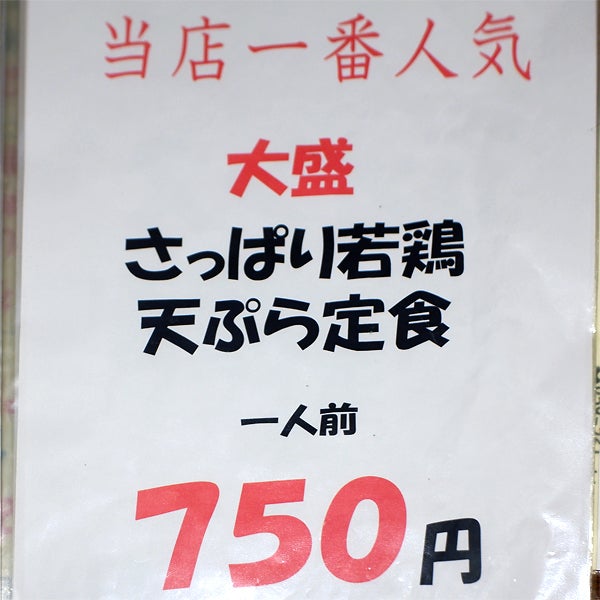 当店一番人気
大盛
さっぱり若鶏
天ぷら定食
一人前
750円